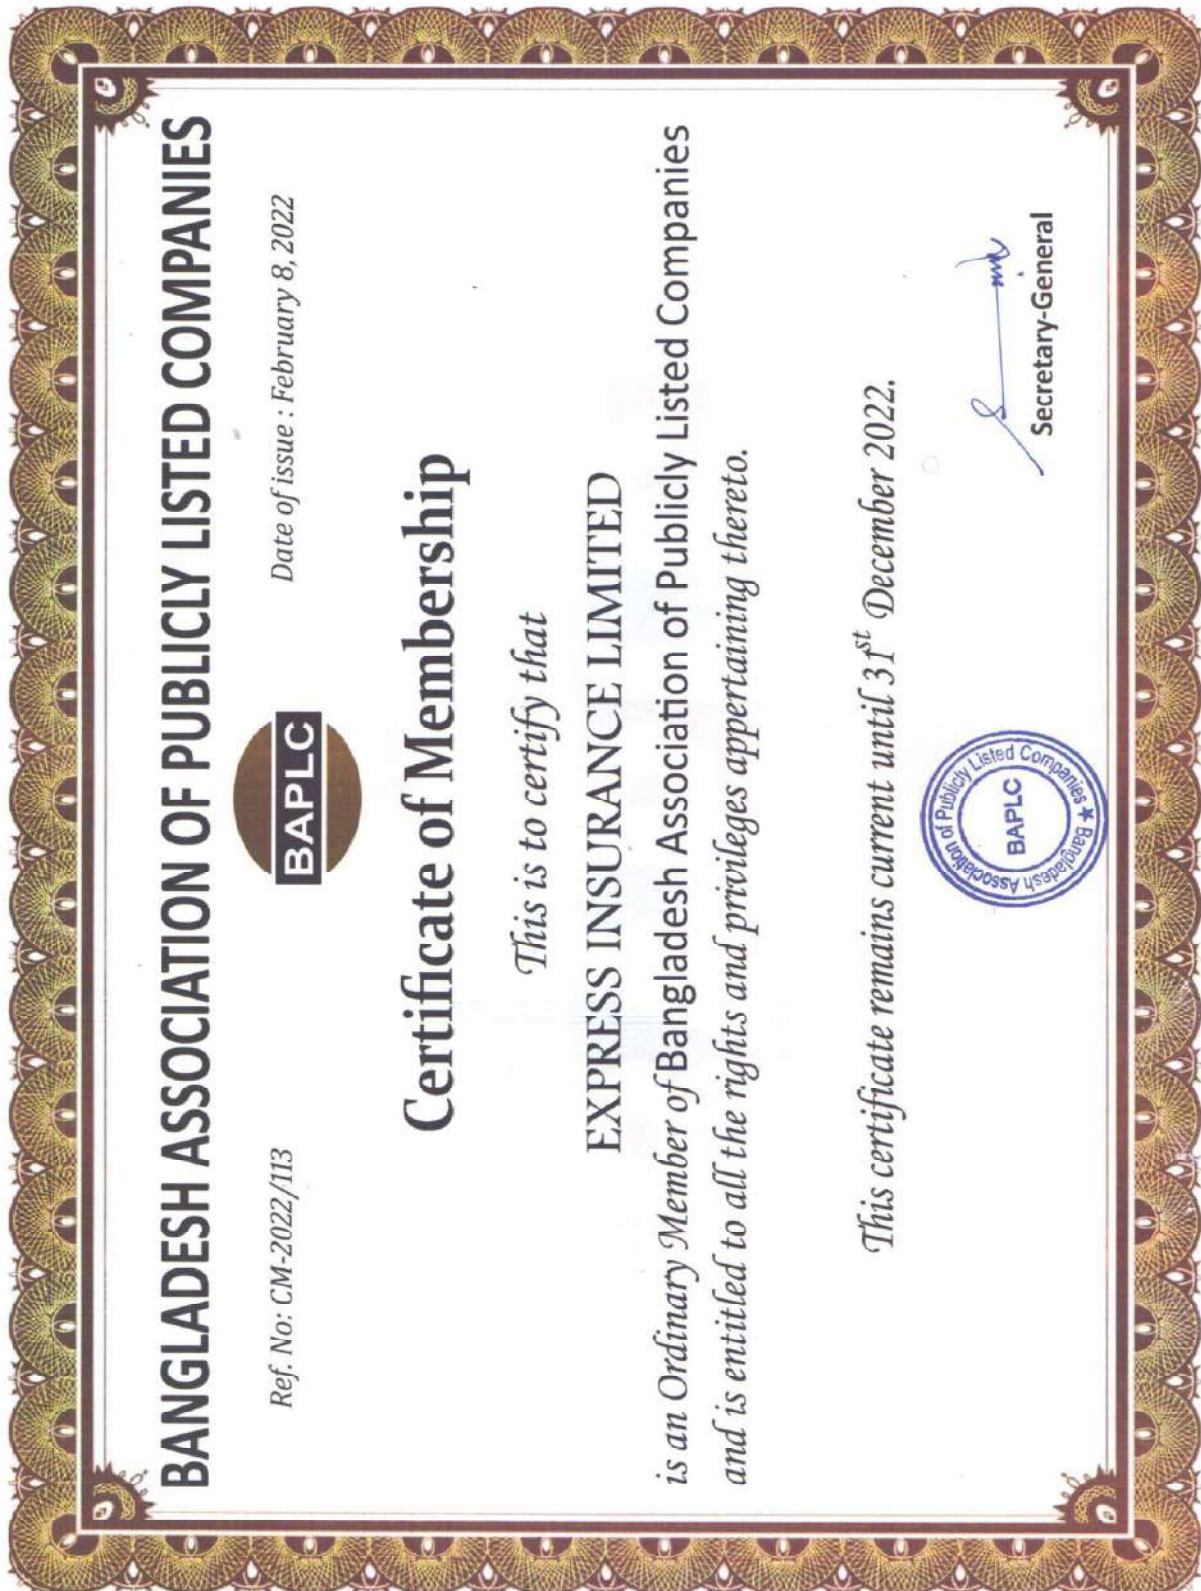 BANGLADESH ASSOCIATION OF PUBLICLY LISTED COMPANIES
Ref. No: CM-2022/113
BAPLC
Date of issue : February 8, 2022
Certificate of Membership
This is to certify that
EXPRESS INSURANCE LIMITED
is an Ordinary Member of Bangladesh Association of Publicly Listed Companies
and is entitled to all the rights and privileges appertaining thereto.
This certificate remains current until 31st December 2022.
Bangladesh Association of Publicly Listed Companies ★
BAPLC
Secretary-General